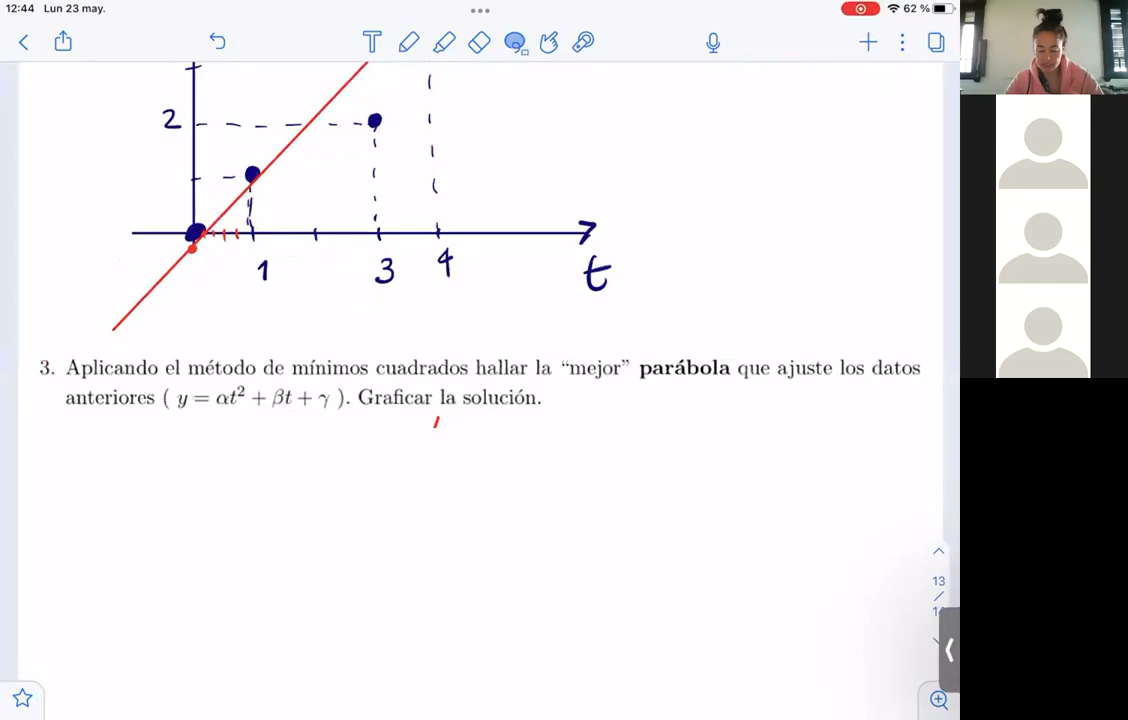 12:44 Lun 23 may.
62 %
T
2
1
3
4
t
3. Aplicando el método de mínimos cuadrados hallar la “mejor” parábola que ajuste los datos
anteriores ( y = αt² + βt + γ ). Graficar la solución.
13
/